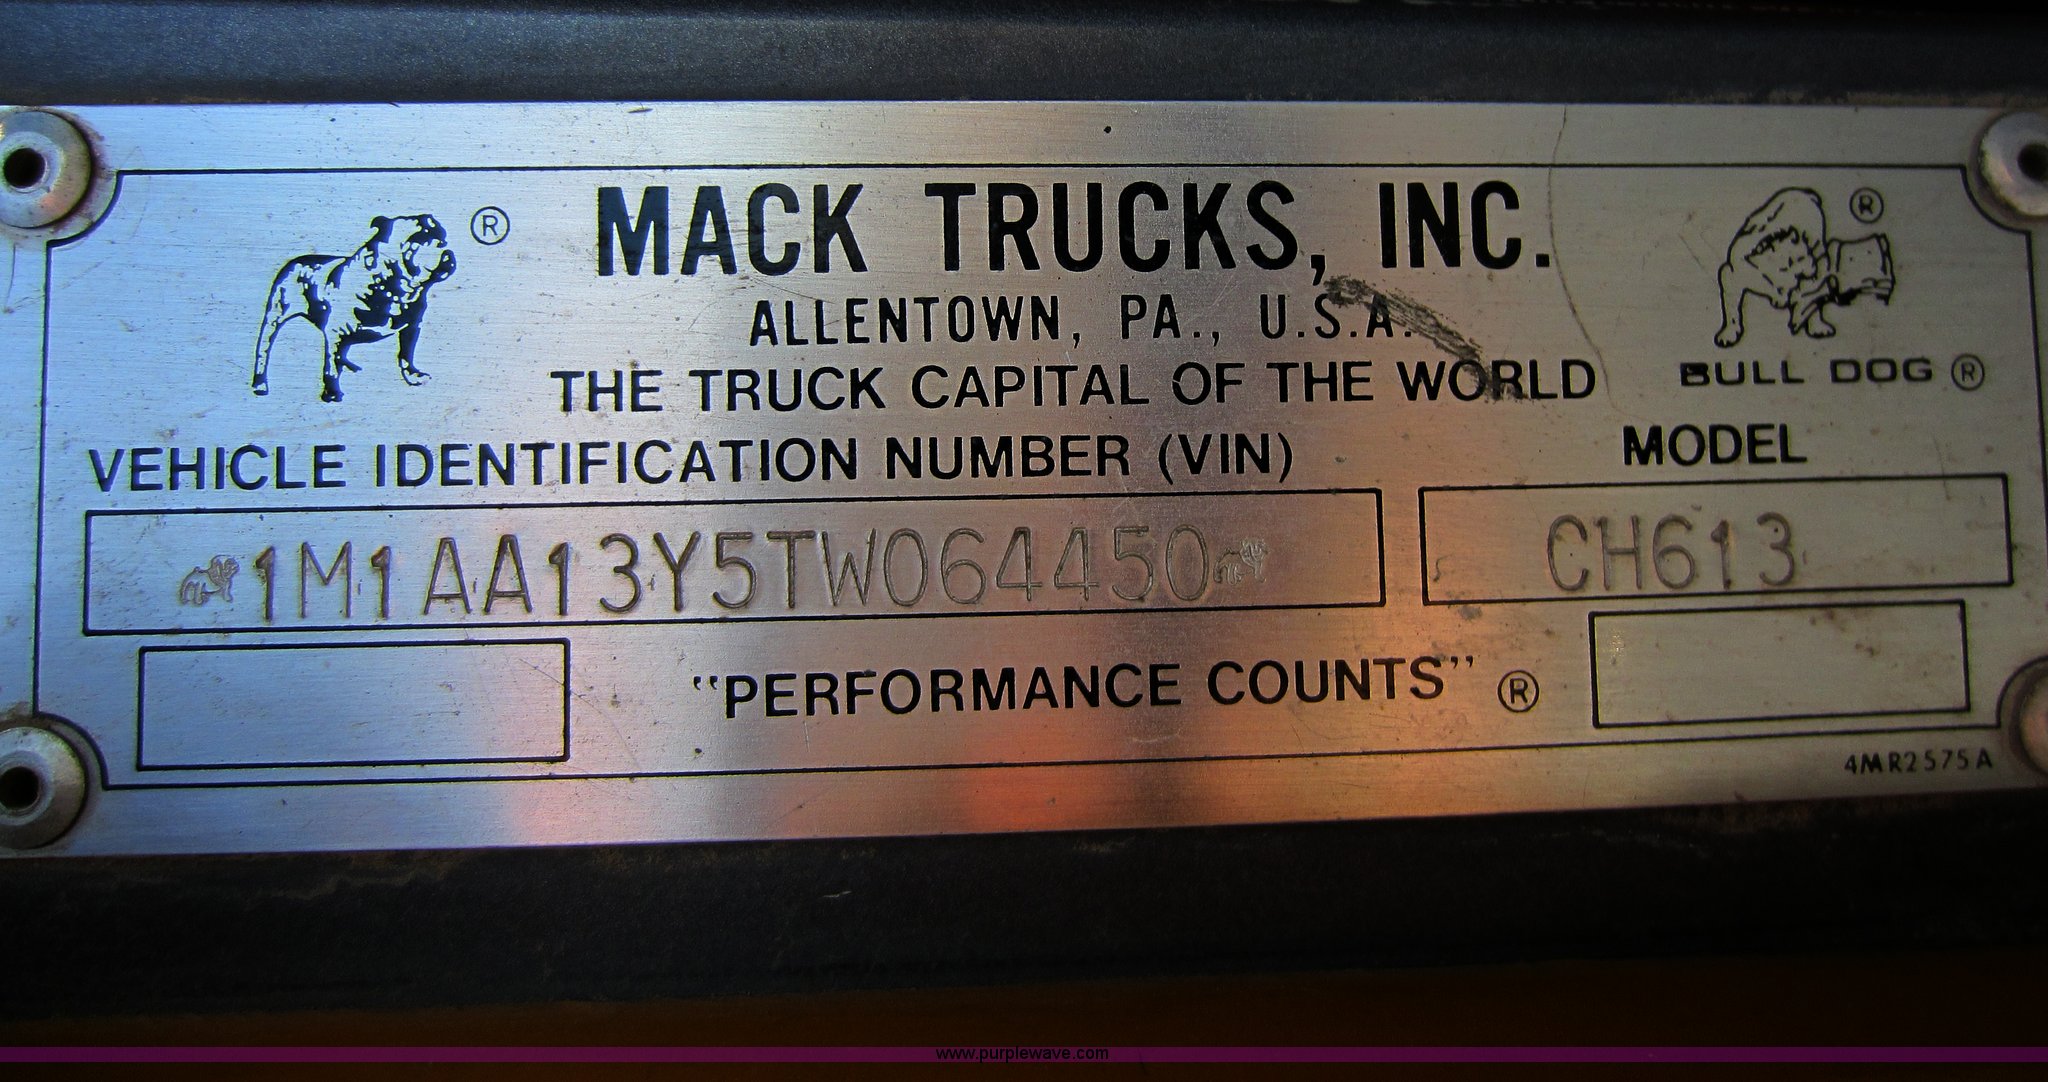 MACK TRUCKS, INC.
ALLENTOWN, PA., U.S.A.
THE TRUCK CAPITAL OF THE WORLD
® BULL DOG ®
®
VEHICLE IDENTIFICATION NUMBER (VIN)
MODEL
1M1AA13Y5TW064450
CH613
"PERFORMANCE COUNTS" ®
4MR2575A
www.purplewave.com